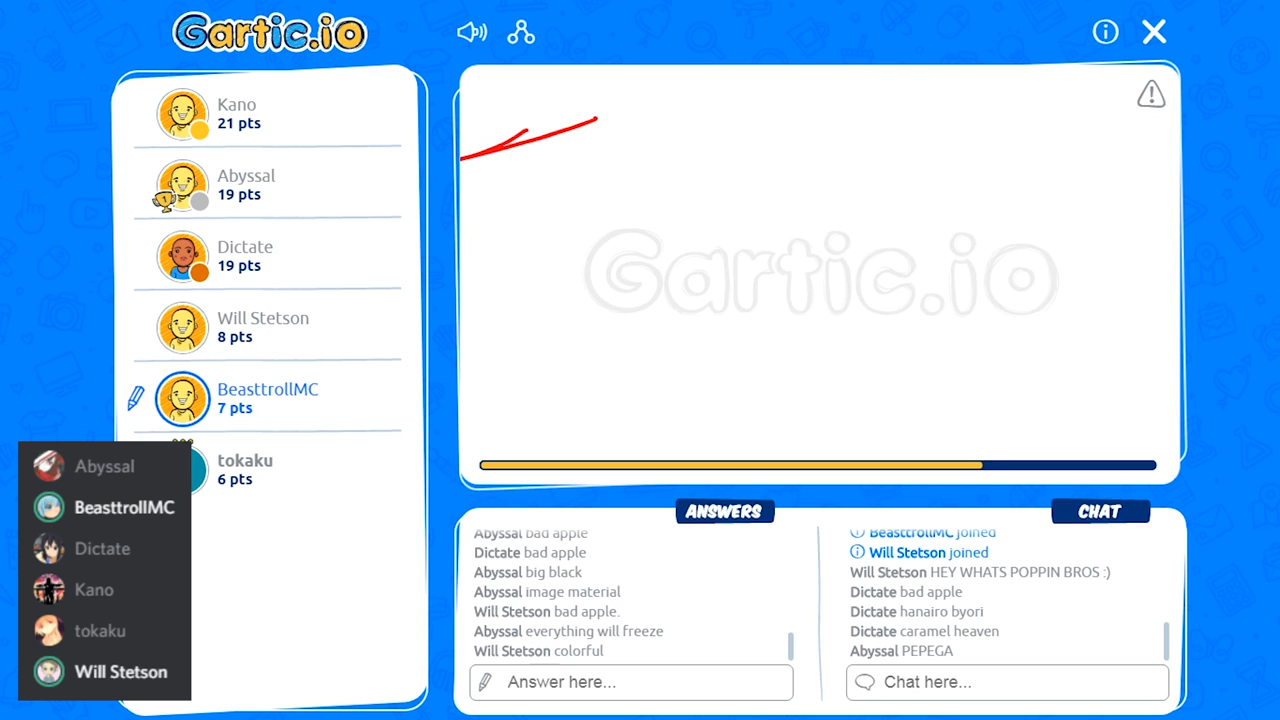 Gartic.io
Kano
21 pts
Abyssal
19 pts
Dictate
19 pts
Will Stetson
8 pts
BeasttrollMC
7 pts
tokaku
6 pts
Abyssal
BeasttrollMC
Dictate
Kano
tokaku
Will Stetson
Gartic.io
ANSWERS
Abyssal bad apple
Dictate bad apple
Abyssal big black
Abyssal image material
Will Stetson bad apple.
Abyssal everything will freeze
Will Stetson colorful
Answer here...
CHAT
BeasttrollMC joined
Will Stetson joined
Will Stetson HEY WHATS POPPIN BROS :)
Dictate bad apple
Dictate hanairo byori
Dictate caramel heaven
Abyssal PEPEGA
Chat here...